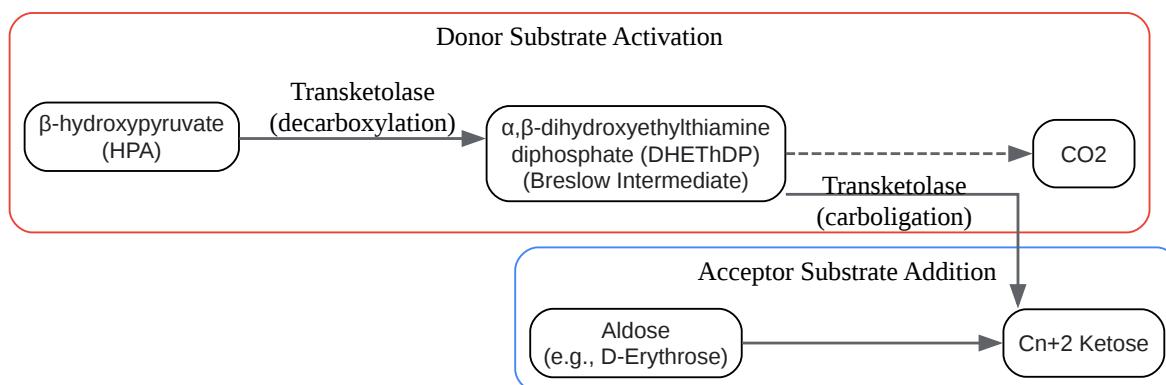 Donor Substrate Activation
Transketolase
(decarboxylation)
β-hydroxypyruvate
(HPA)
α,β-dihydroxyethylthiamine
diphosphate (DHEThDP)
(Breslow Intermediate)
CO2
Transketolase
(carboligation)
Acceptor Substrate Addition
Aldose
(e.g., D-Erythrose)
Cn+2 Ketose